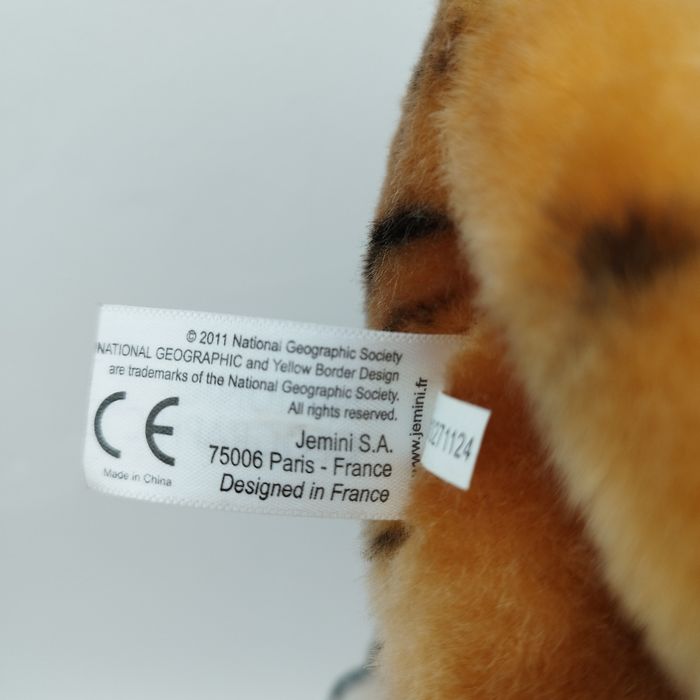 © 2011 National Geographic Society
NATIONAL GEOGRAPHIC and Yellow Border Design
are trademarks of the National Geographic Society.
All rights reserved.
CE
Made in China
Jemini S.A.
75006 Paris - France
Designed in France
www.jemini.fr
271124